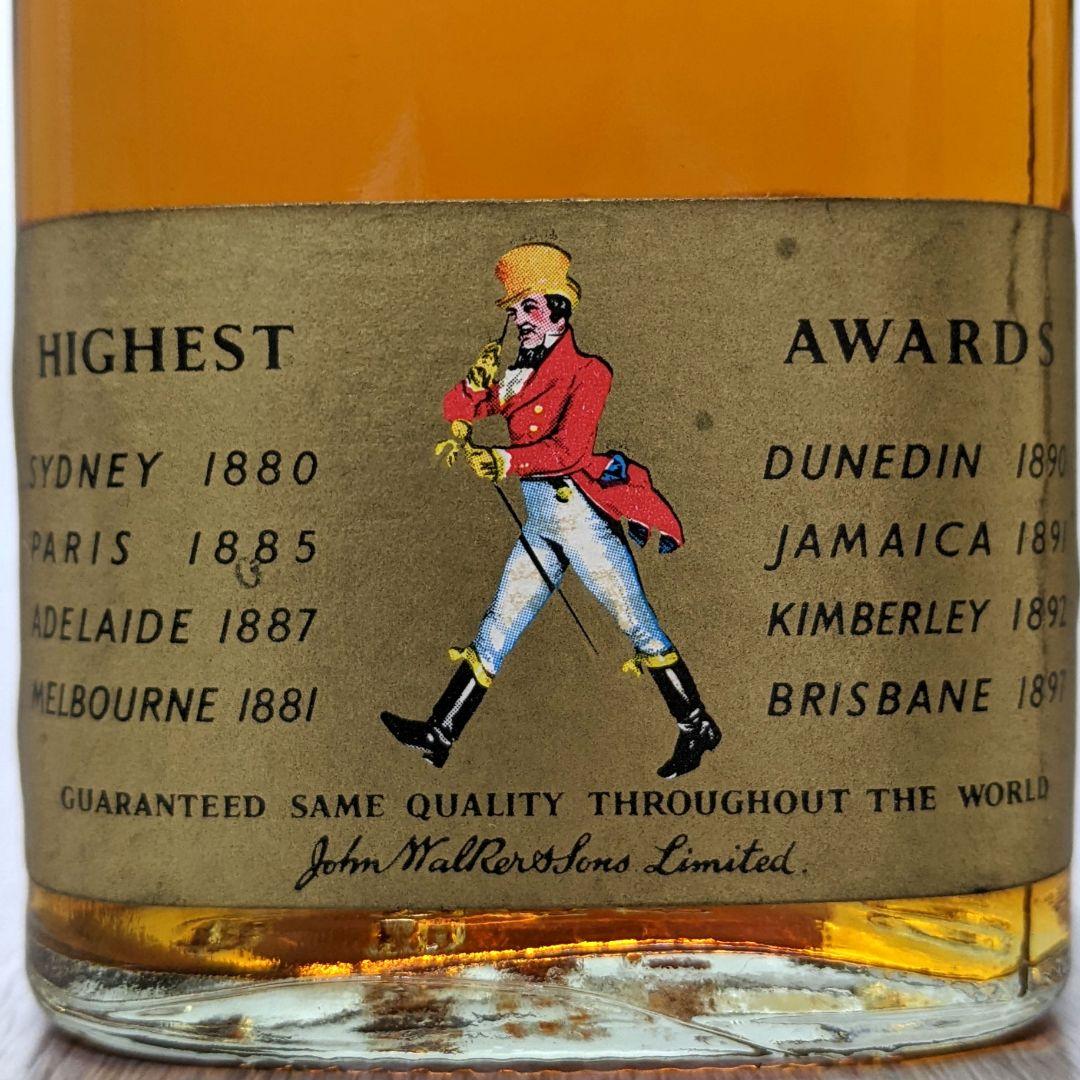 HIGHEST AWARDS
SYDNEY 1880 DUNEDIN 1890
PARIS 1885 JAMAICA 1891
ADELAIDE 1887 KIMBERLEY 1892
MELBOURNE 1881 BRISBANE 1897
GUARANTEED SAME QUALITY THROUGHOUT THE WORLD
John Walker & Sons Limited.